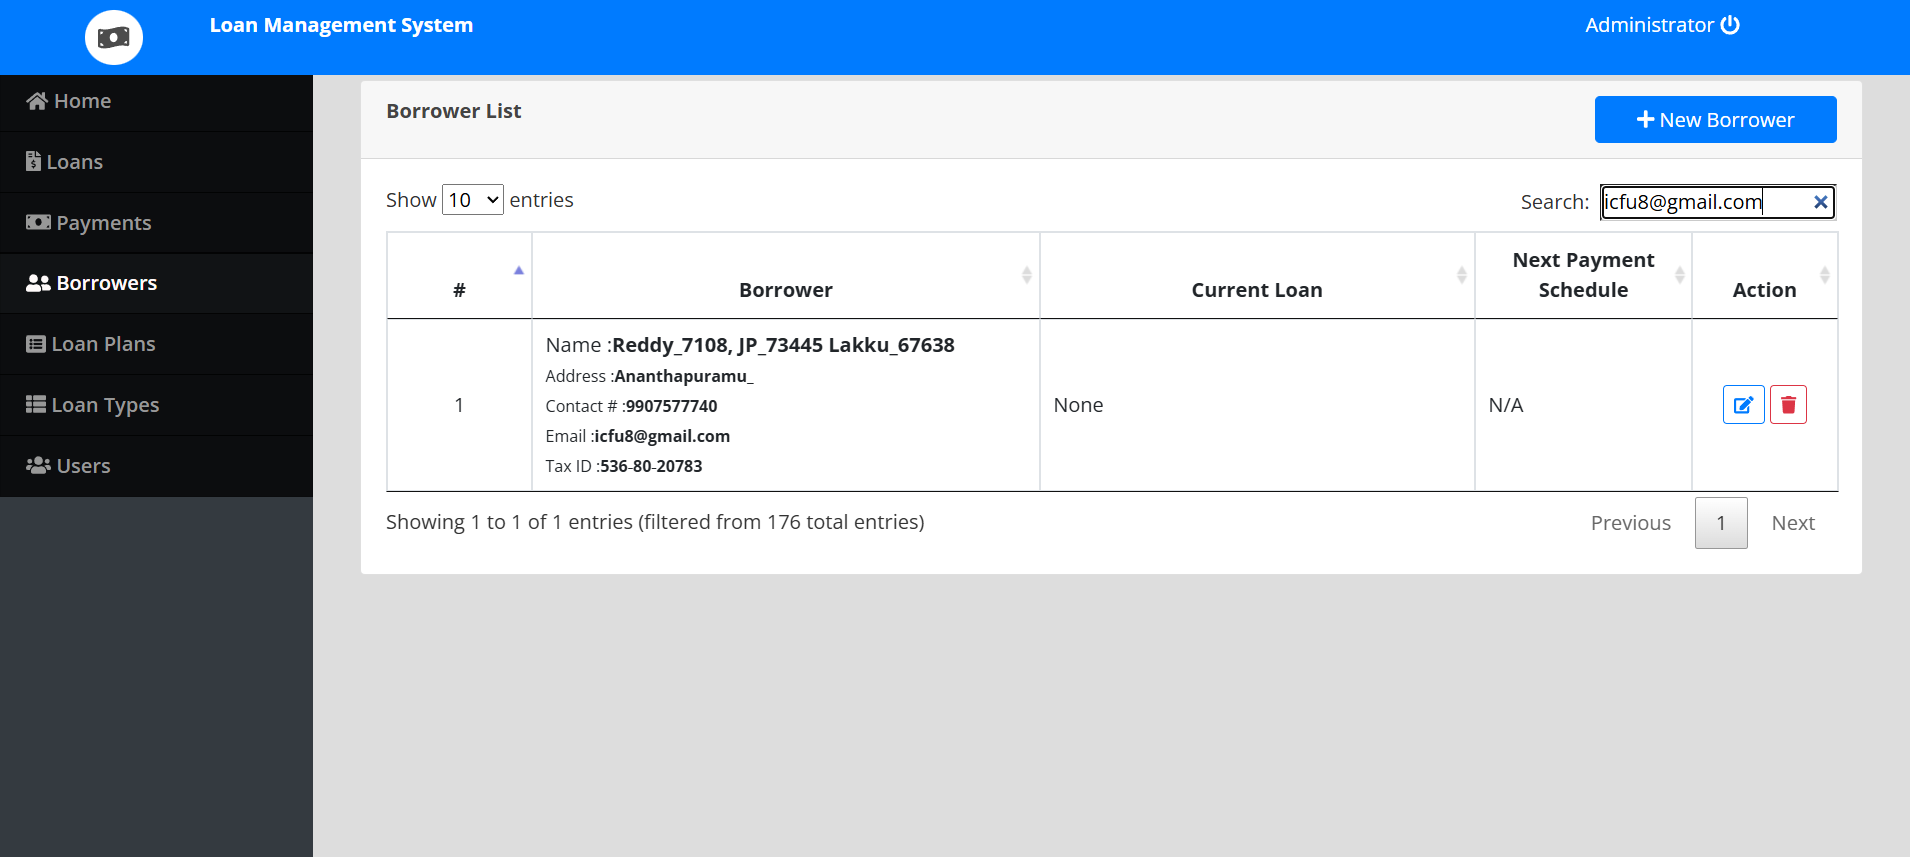 Loan Management System
Administrator
Home
Loans
Payments
Borrowers
Loan Plans
Loan Types
Users
Borrower List
New Borrower
Show 10 entries
Search: icfu8@gmail.com
# Borrower Current Loan Next Payment Schedule Action
1
Name :Reddy_7108, JP_73445 Lakku_67638
Address :Ananthapuramu_
Contact # :9907577740
Email :icfu8@gmail.com
Tax ID :536-80-20783
None
N/A
Showing 1 to 1 of 1 entries (filtered from 176 total entries)
Previous 1 Next